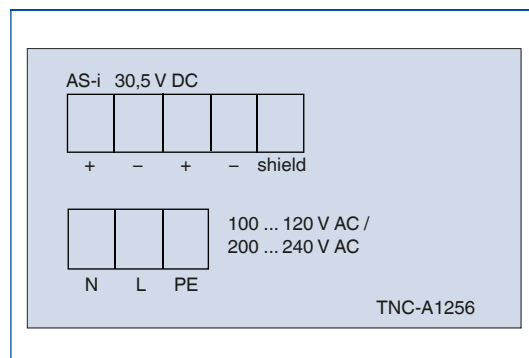 AS-i 30,5 V DC
+ – + – shield
100 ... 120 V AC /
200 ... 240 V AC
N L PE
TNC-A1256